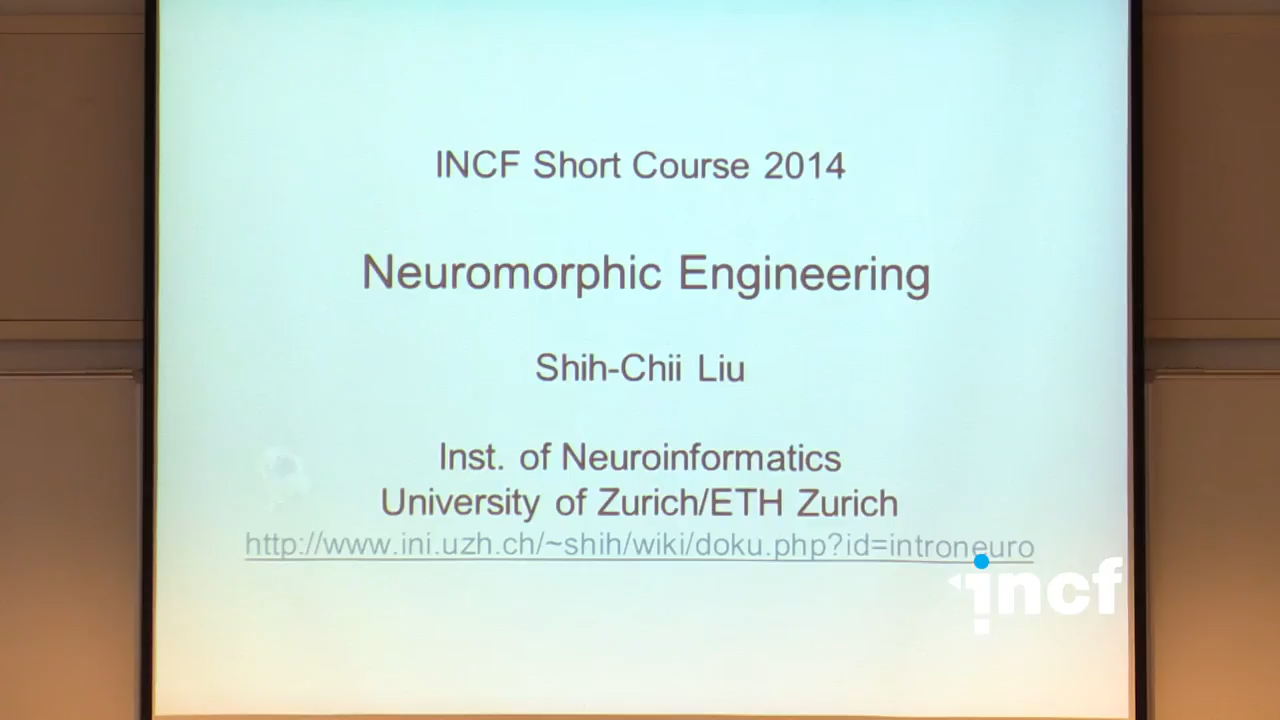 INCF Short Course 2014
Neuromorphic Engineering
Shih-Chii Liu
Inst. of Neuroinformatics
University of Zurich/ETH Zurich
http://www.ini.uzh.ch/~shih/wiki/doku.php?id=introneuro
incf